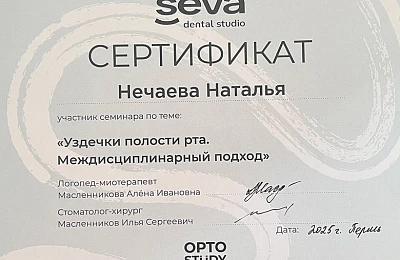 seva
dental studio
СЕРТИФИКАТ
Нечаева Наталья
участник семинара по теме:
«Уздечки полости рта.
Междисциплинарный подход»
Логопед-миотерапевт
Масленникова Алёна Ивановна
Стоматолог-хирург
Масленников Илья Сергеевич
Дата: 2025 г. Пермь
ОРТО
STUDY